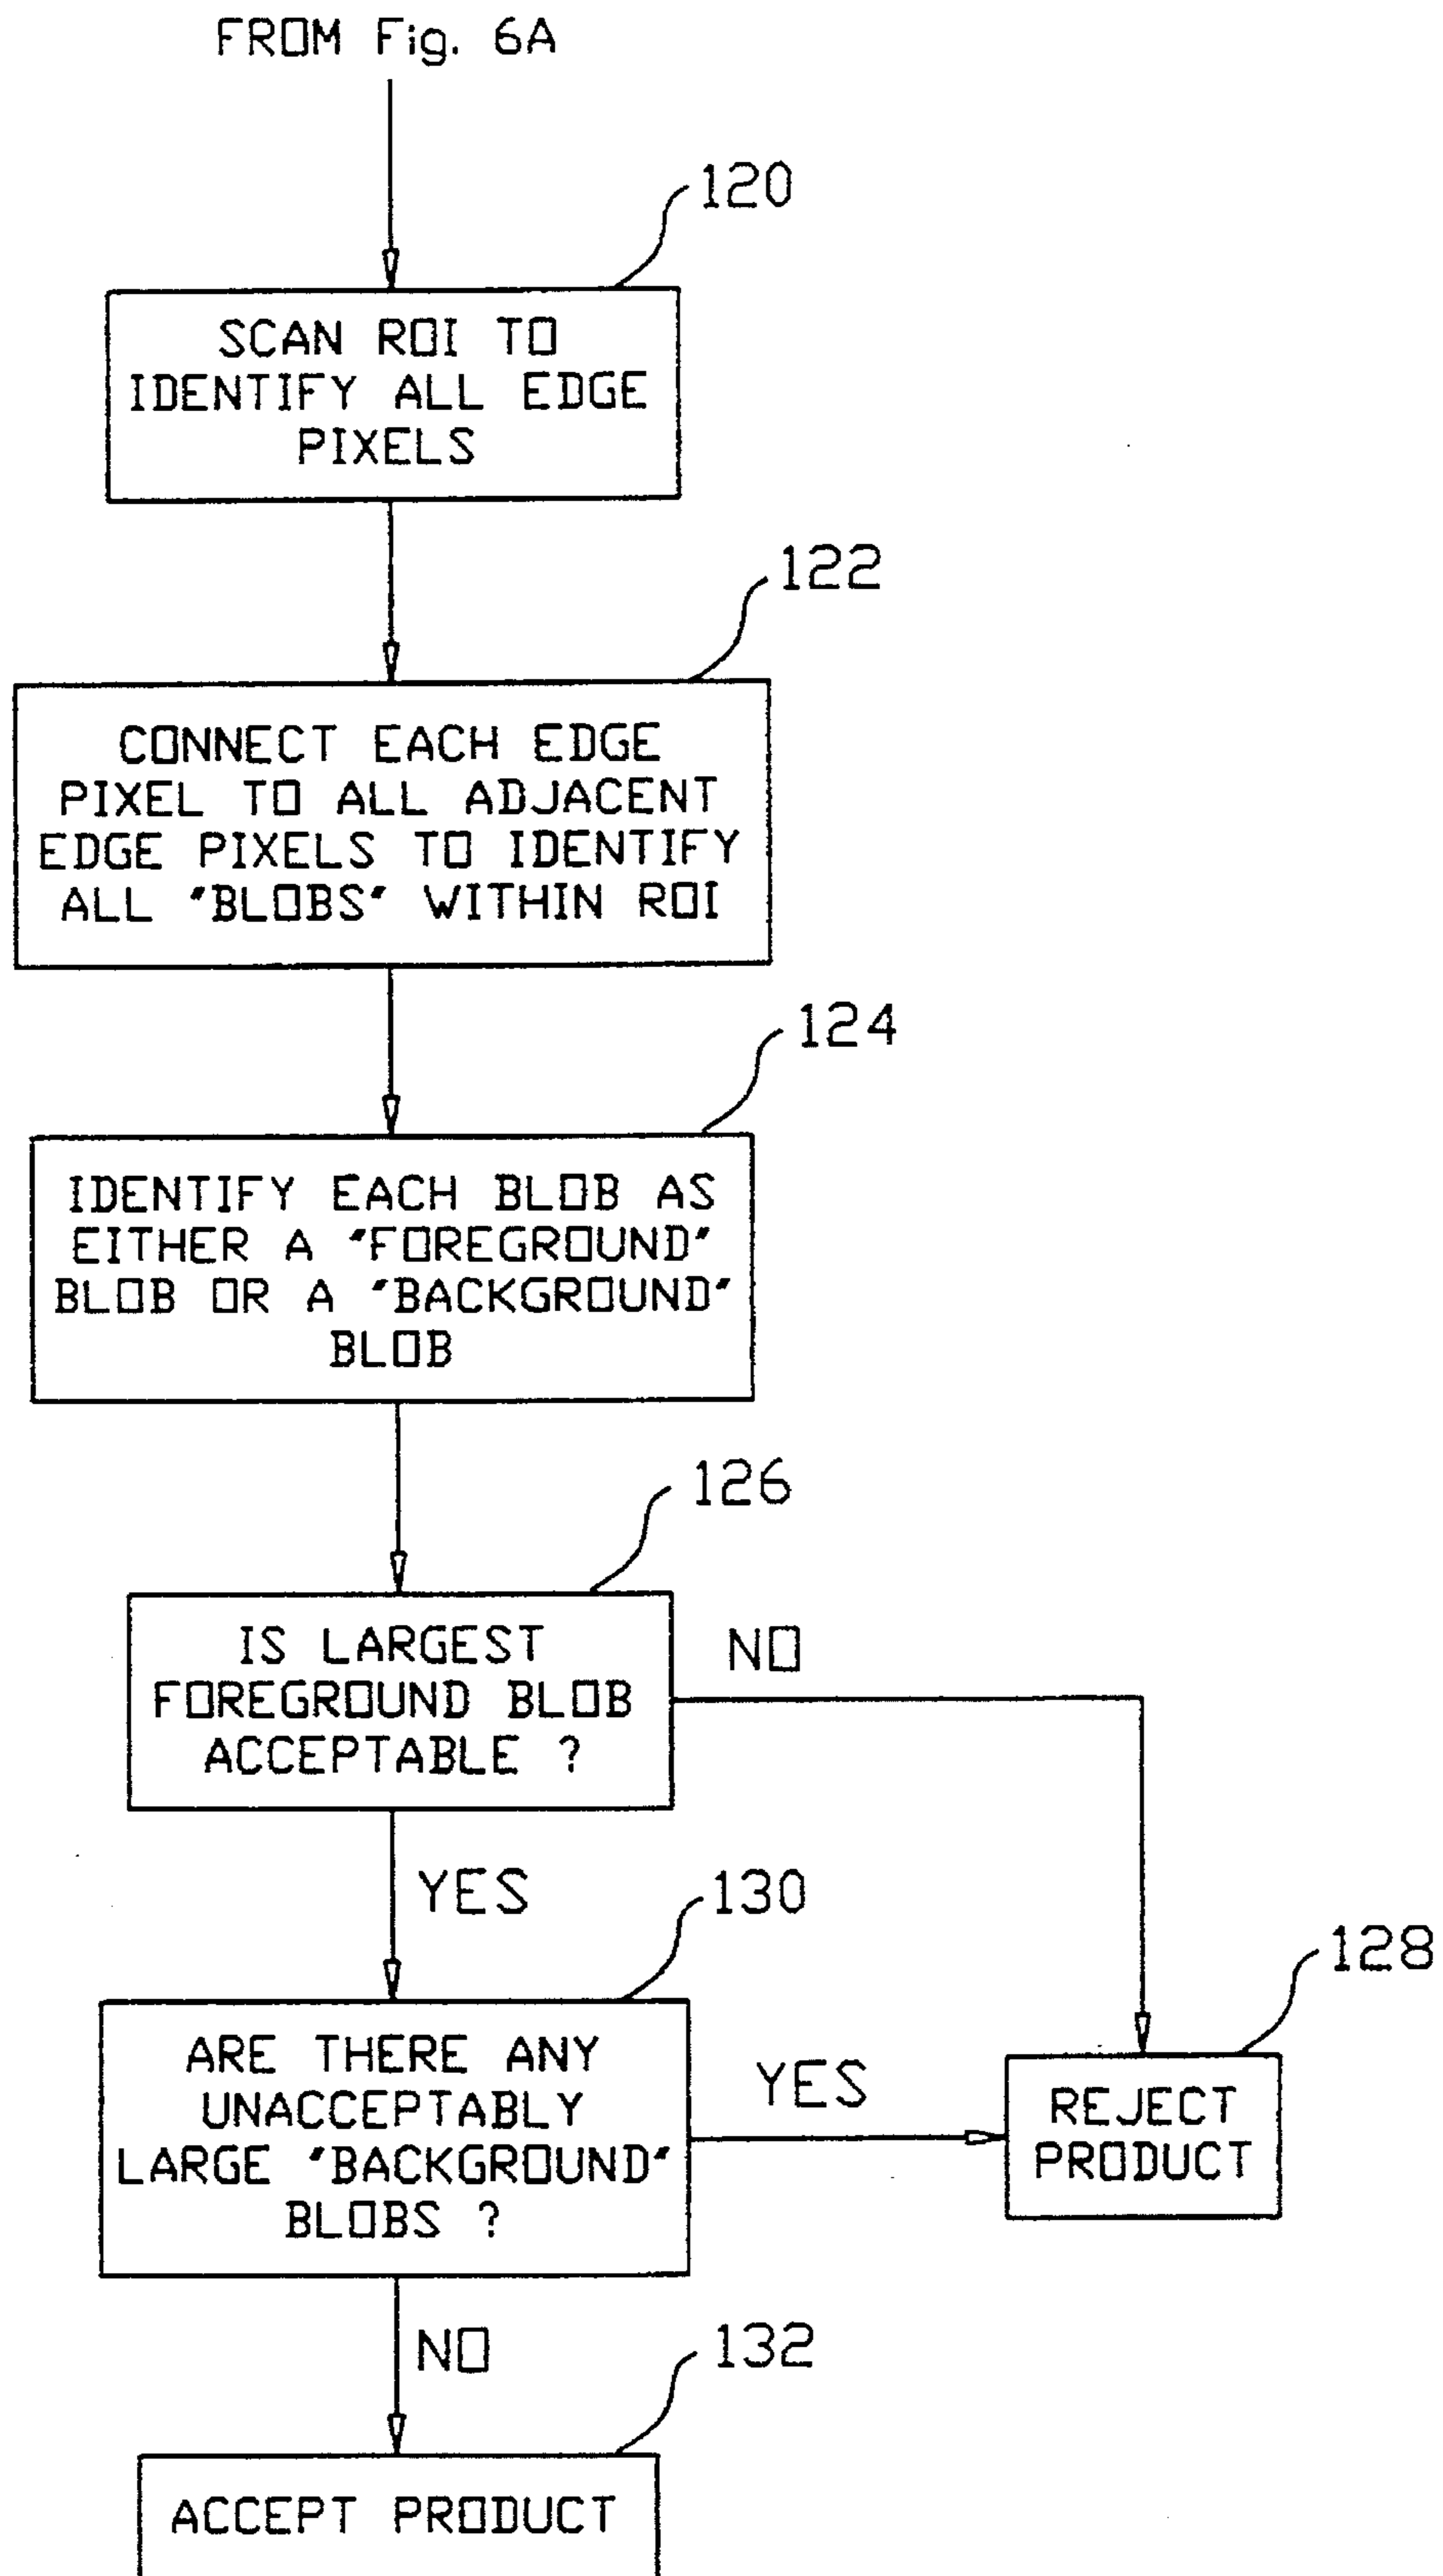 FROM Fig. 6A
120
SCAN ROI TO
IDENTIFY ALL EDGE
PIXELS
122
CONNECT EACH EDGE
PIXEL TO ALL ADJACENT
EDGE PIXELS TO IDENTIFY
ALL "BLOBS" WITHIN ROI
124
IDENTIFY EACH BLOB AS
EITHER A "FOREGROUND"
BLOB OR A "BACKGROUND"
BLOB
126
IS LARGEST
FOREGROUND BLOB
ACCEPTABLE ?
NO
YES
130
ARE THERE ANY
UNACCEPTABLY
LARGE "BACKGROUND"
BLOBS ?
YES
128
REJECT
PRODUCT
NO
132
ACCEPT PRODUCT